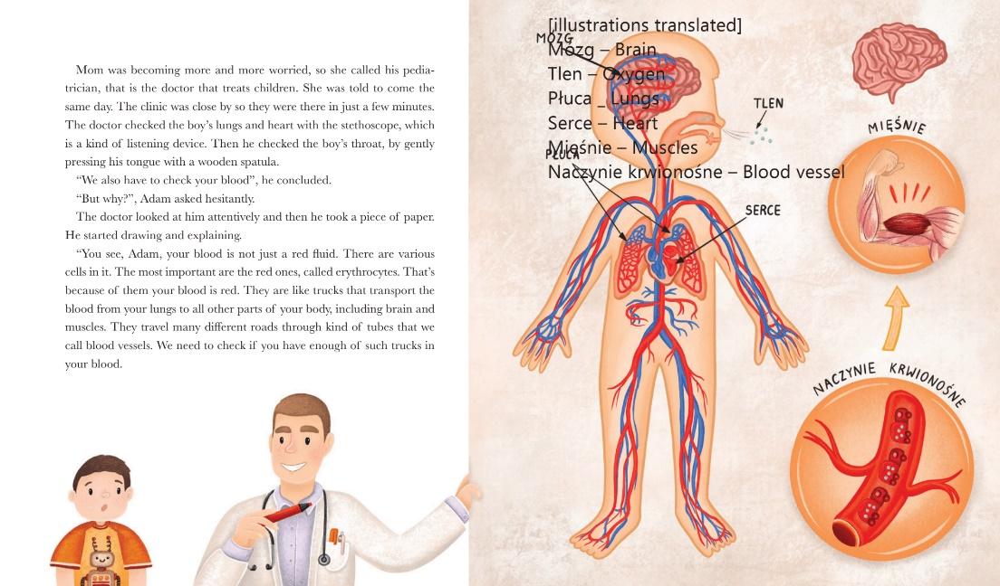 Mom was becoming more and more worried, so she called his pedia-
trician, that is the doctor that treats children. She was told to come the
same day. The clinic was close by so they were there in just a few minutes.
The doctor checked the boy’s lungs and heart with the stethoscope, which
is a kind of listening device. Then he checked the boy’s throat, by gently
pressing his tongue with a wooden spatula.
“We also have to check your blood”, he concluded.
“But why?”, Adam asked hesitantly.
The doctor looked at him attentively and then he took a piece of paper.
He started drawing and explaining.
“You see, Adam, your blood is not just a red fluid. There are various
cells in it. The most important are the red ones, called erythrocytes. That’s
because of them your blood is red. They are like trucks that transport the
blood from your lungs to all other parts of your body, including brain and
muscles. They travel many different roads through kind of tubes that we
call blood vessels. We need to check if you have enough of such trucks in
your blood.
[illustrations translated]
Mózg – Brain
Tlen – Oxygen
Płuca _ Lungs
Serce – Heart
Mięśnie – Muscles
Naczynie krwionośne – Blood vessel
MÓZG
TLEN
PŁUCA
SERCE
MIĘŚNIE
NACZYNIE KRWIONOŚNE